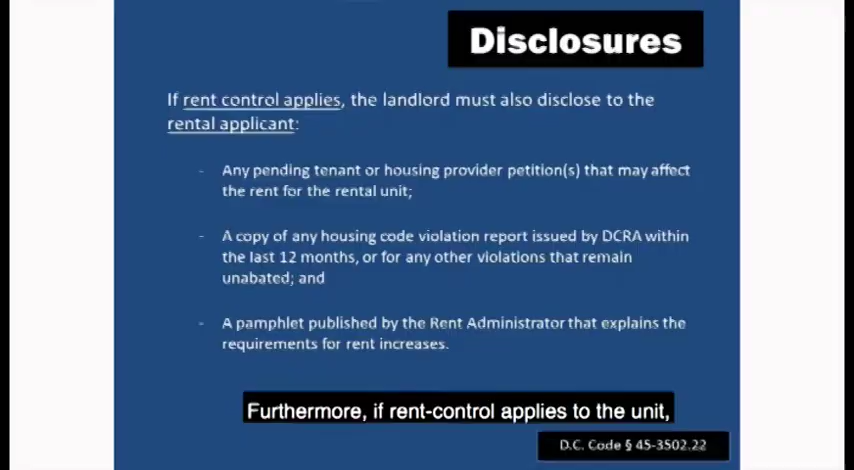 Disclosures
If rent control applies, the landlord must also disclose to the
rental applicant:
- Any pending tenant or housing provider petition(s) that may affect
the rent for the rental unit;
- A copy of any housing code violation report issued by DCRA within
the last 12 months, or for any other violations that remain
unabated; and
- A pamphlet published by the Rent Administrator that explains the
requirements for rent increases.
Furthermore, if rent-control applies to the unit,
D.C. Code § 45-3502.22